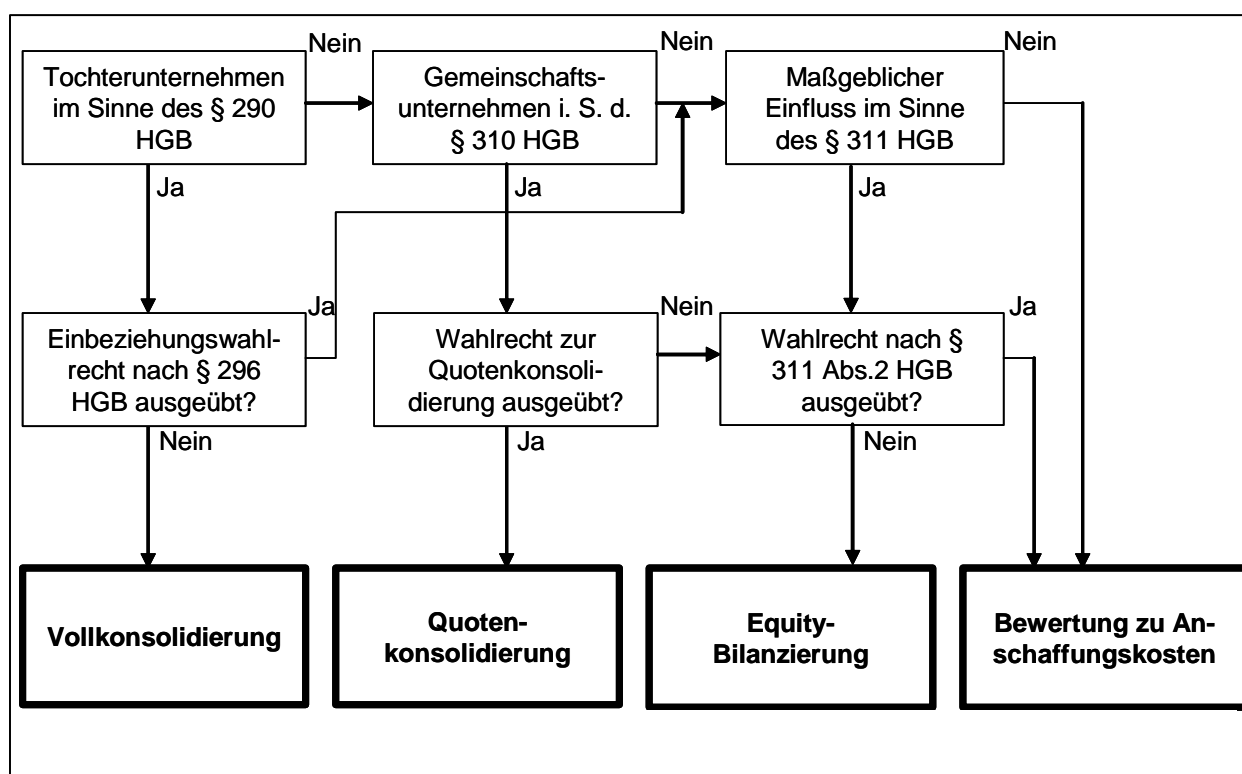 Nein
Nein
Nein
Tochterunternehmen
im Sinne des § 290
HGB
Gemeinschafts-
unternehmen i. S. d.
§ 310 HGB
Maßgeblicher
Einfluss im Sinne
des § 311 HGB
Ja
Ja
Ja
Einbeziehungswahl-
recht nach § 296
HGB ausgeübt?
Ja
Wahlrecht zur
Quotenkonsoli-
dierung ausgeübt?
Nein
Wahlrecht nach §
311 Abs.2 HGB
ausgeübt?
Ja
Nein
Ja
Nein
Vollkonsolidierung
Quoten-
konsolidierung
Equity-
Bilanzierung
Bewertung zu An-
schaffungskosten